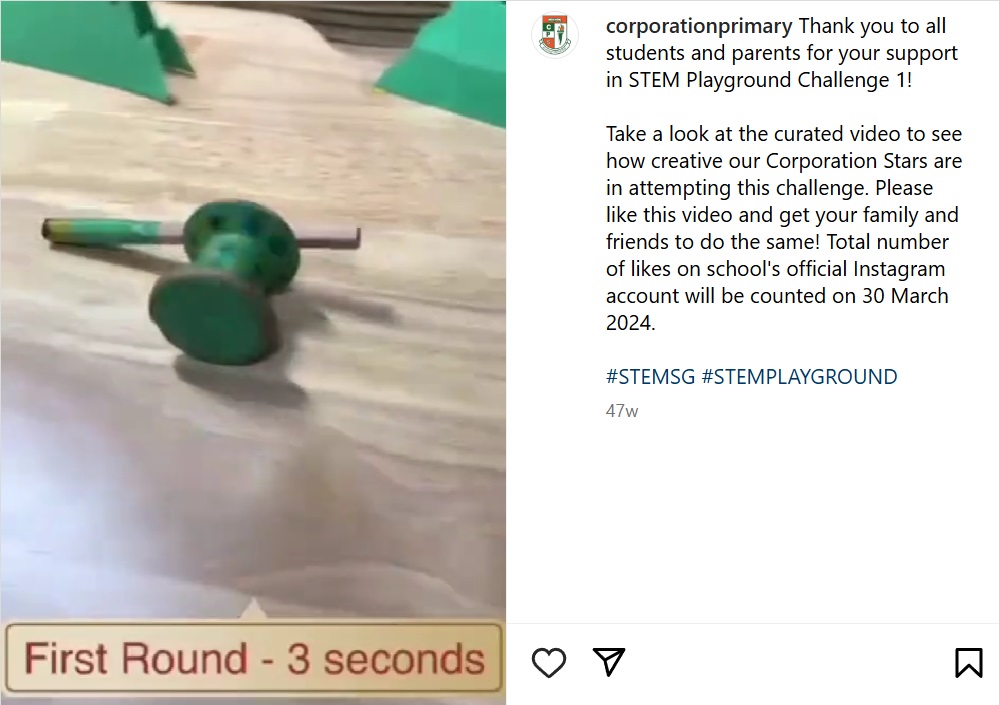 corporationprimary Thank you to all
students and parents for your support
in STEM Playground Challenge 1!
Take a look at the curated video to see
how creative our Corporation Stars are
in attempting this challenge. Please
like this video and get your family and
friends to do the same! Total number
of likes on school's official Instagram
account will be counted on 30 March
2024.
#STEMSG #STEMPLAYGROUND
47w
First Round - 3 seconds